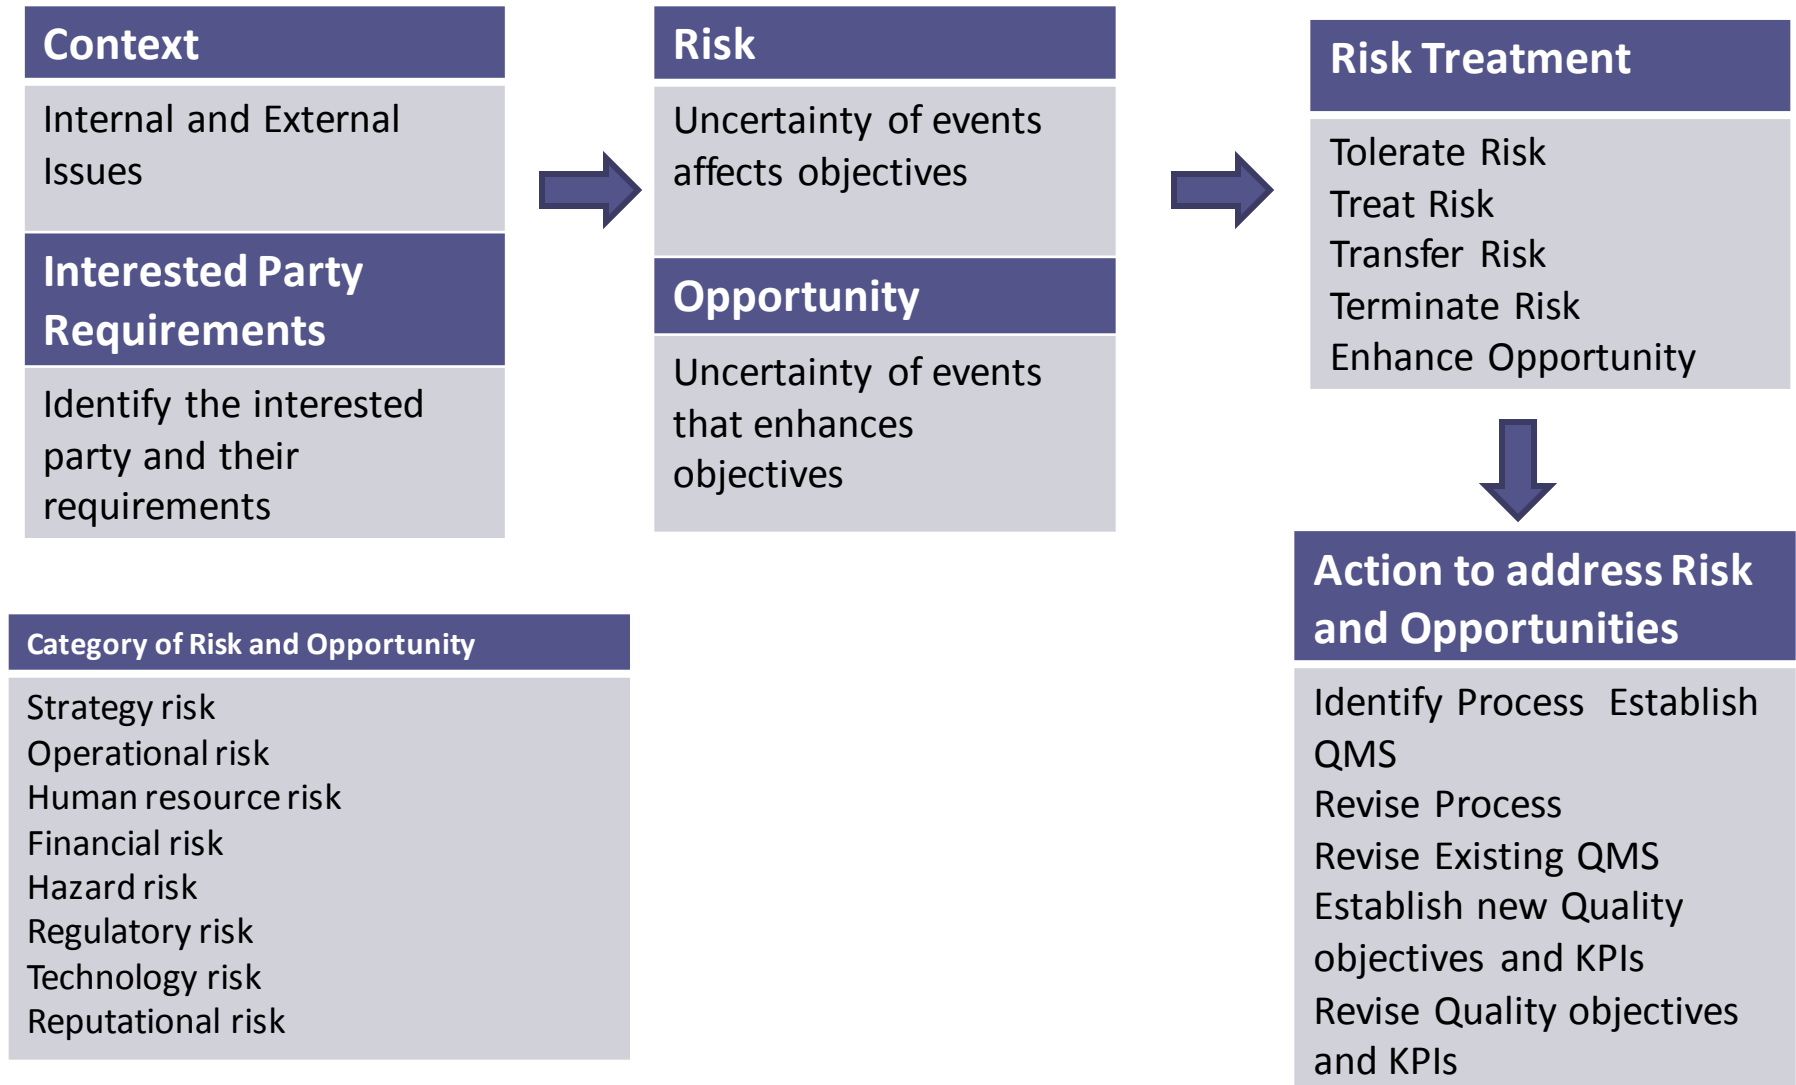 Context
Internal and External
Issues
Interested Party
Requirements
Identify the interested
party and their
requirements
Risk
Uncertainty of events
affects objectives
Opportunity
Uncertainty of events
that enhances
objectives
Risk Treatment
Tolerate Risk
Treat Risk
Transfer Risk
Terminate Risk
Enhance Opportunity
Action to address Risk
and Opportunities
Identify Process Establish
QMS
Revise Process
Revise Existing QMS
Establish new Quality
objectives and KPIs
Revise Quality objectives
and KPIs
Category of Risk and Opportunity
Strategy risk
Operational risk
Human resource risk
Financial risk
Hazard risk
Regulatory risk
Technology risk
Reputational risk